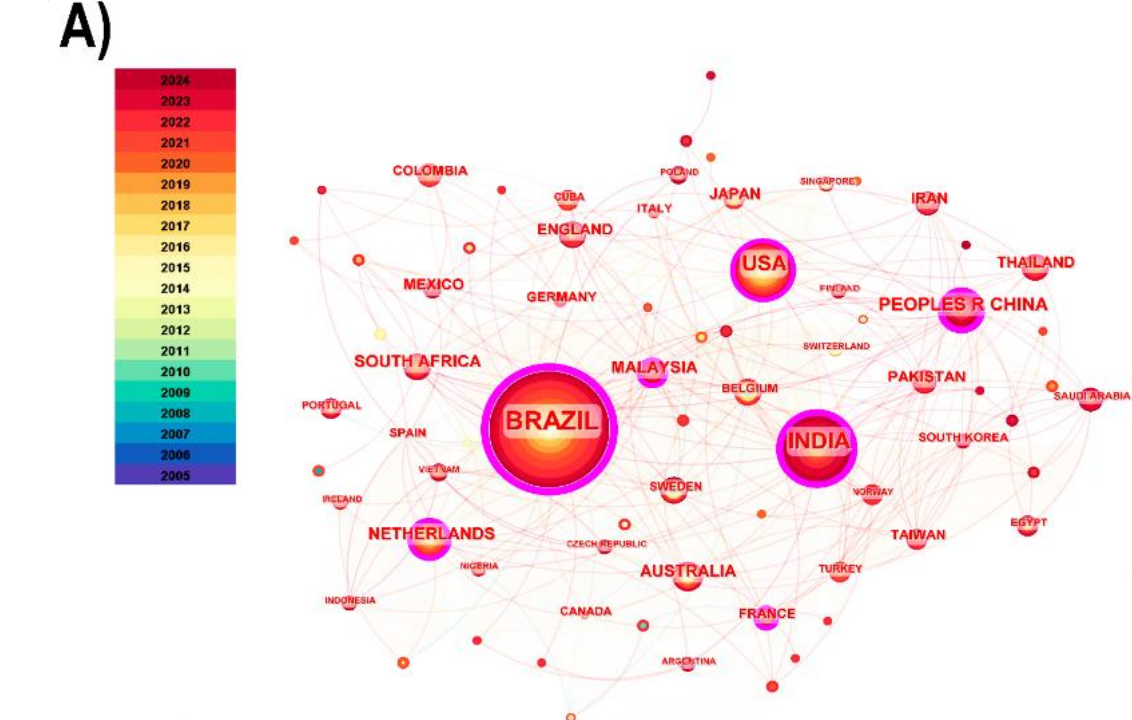 A)
2024
2023
2022
2021
2020
2019
2018
2017
2016
2015
2014
2013
2012
2011
2010
2009
2008
2007
2006
2005
COLOMBIA
POLAND
SINGAPORE
CUBA
ITALY
JAPAN
IRAN
ENGLAND
USA
THAILAND
MEXICO
GERMANY
FINLAND
PEOPLES R CHINA
SOUTH AFRICA
MALAYSIA
SWITZERLAND
BELGIUM
PAKISTAN
SAUDI ARABIA
PORTUGAL
BRAZIL
SPAIN
INDIA
SOUTH KOREA
VIETNAM
SWEDEN
NORWAY
IRELAND
EGYPT
NETHERLANDS
CZECH REPUBLIC
TAIWAN
NIGERIA
AUSTRALIA
TURKEY
INDONESIA
CANADA
FRANCE
ARGENTINA